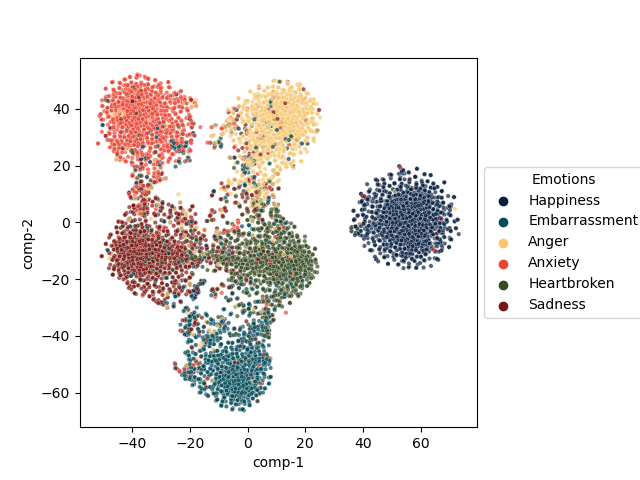 40
20
0
−20
−40
−60
comp-2
−40
−20
0
20
40
60
comp-1
Emotions
Happiness
Embarrassment
Anger
Anxiety
Heartbroken
Sadness